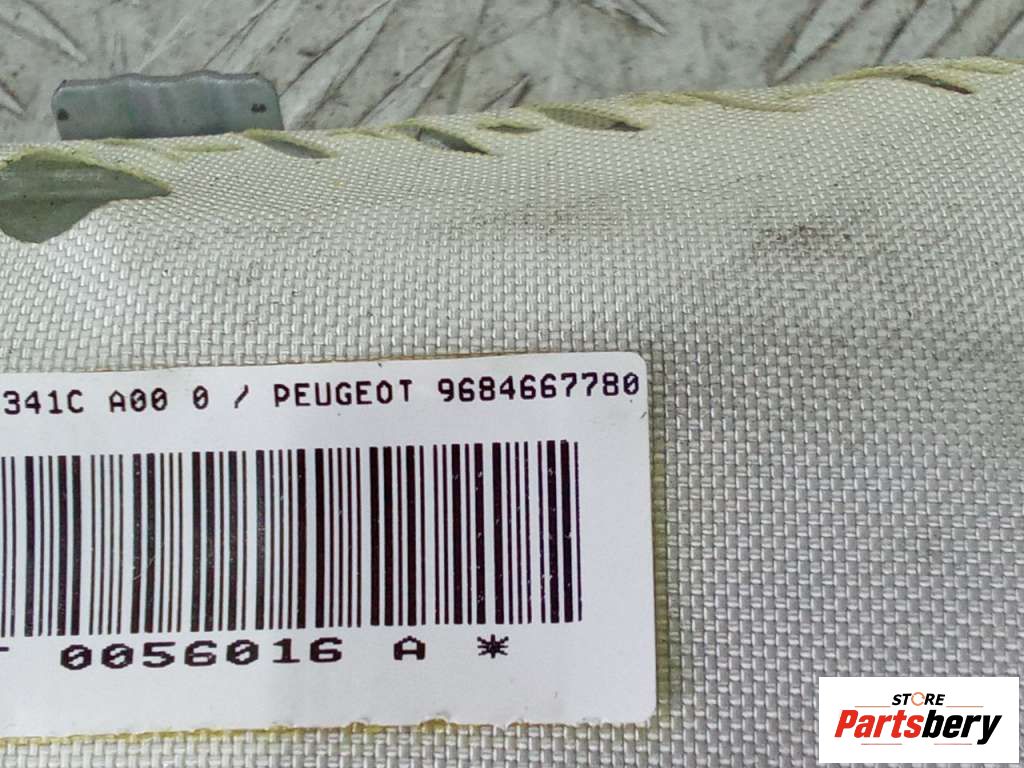 341C A00 0 / PEUGEOT 9684667780
0056016 A *
STORE
Partsbery